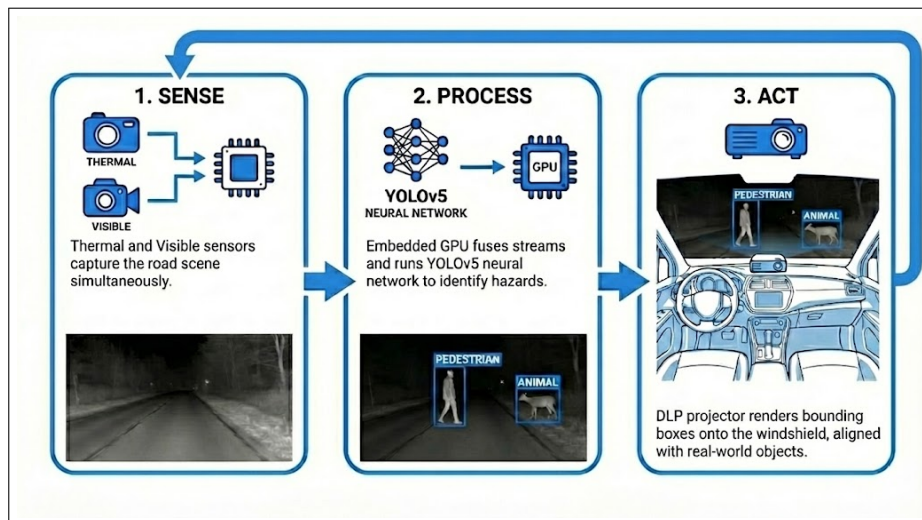 1. SENSE
THERMAL
VISIBLE
Thermal and Visible sensors
capture the road scene
simultaneously.
2. PROCESS
YOLOv5
NEURAL NETWORK
GPU
Embedded GPU fuses streams
and runs YOLOv5 neural
network to identify hazards.
PEDESTRIAN
ANIMAL
3. ACT
PEDESTRIAN
ANIMAL
DLP projector renders bounding
boxes onto the windshield, aligned
with real-world objects.